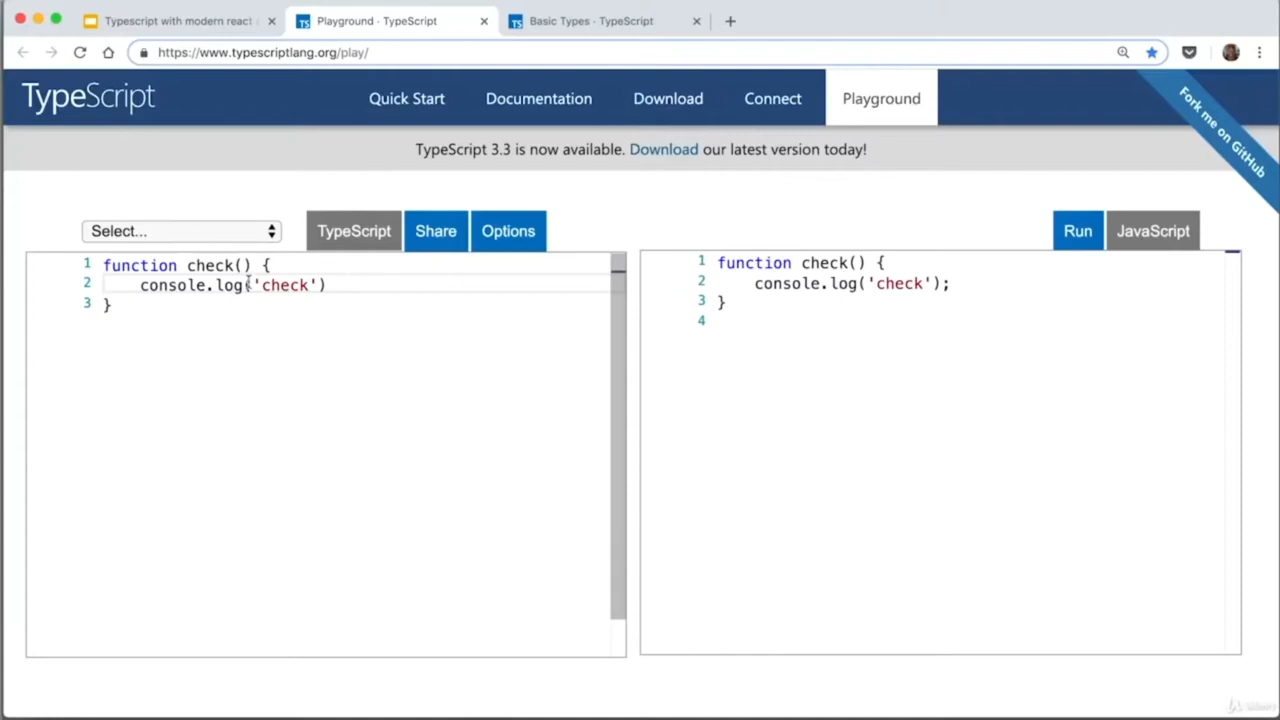 Typescript with modern react
Playground · TypeScript
Basic Types · TypeScript
https://www.typescriptlang.org/play/
TypeScript
Quick Start
Documentation
Download
Connect
Playground
Fork me on GitHub
TypeScript 3.3 is now available. Download our latest version today!
Select...
TypeScript
Share
Options
Run
JavaScript
1 function check() {
2 console.log('check')
3 }
1 function check() {
2 console.log('check');
3 }
4
Udemy